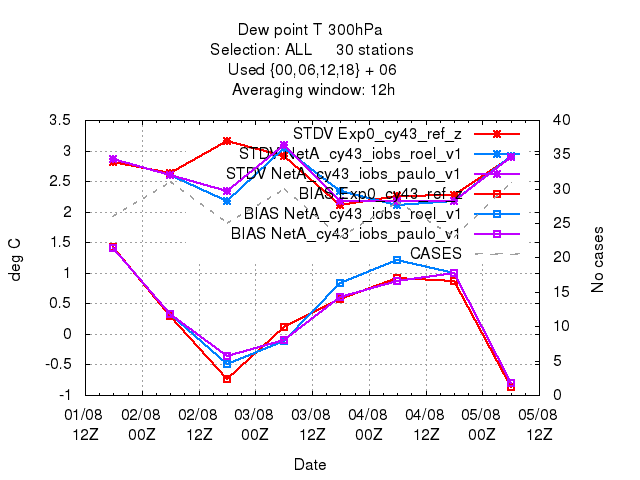 Dew point T 300hPa
Selection: ALL     30 stations
Used {00,06,12,18} + 06
Averaging window: 12h
3.5
3
2.5
2
1.5
1
0.5
0
-0.5
-1
deg C
40
35
30
25
20
15
10
5
0
No cases
STDV Exp0_cy43_ref_z
STDV NetA_cy43_iobs_roel_v1
STDV NetA_cy43_iobs_paulo_v1
BIAS Exp0_cy43_ref_z
BIAS NetA_cy43_iobs_roel_v1
BIAS NetA_cy43_iobs_paulo_v1
CASES
01/08 02/08 02/08 03/08 03/08 04/08 04/08 05/08 05/08
12Z 00Z 12Z 00Z 12Z 00Z 12Z 00Z 12Z
Date